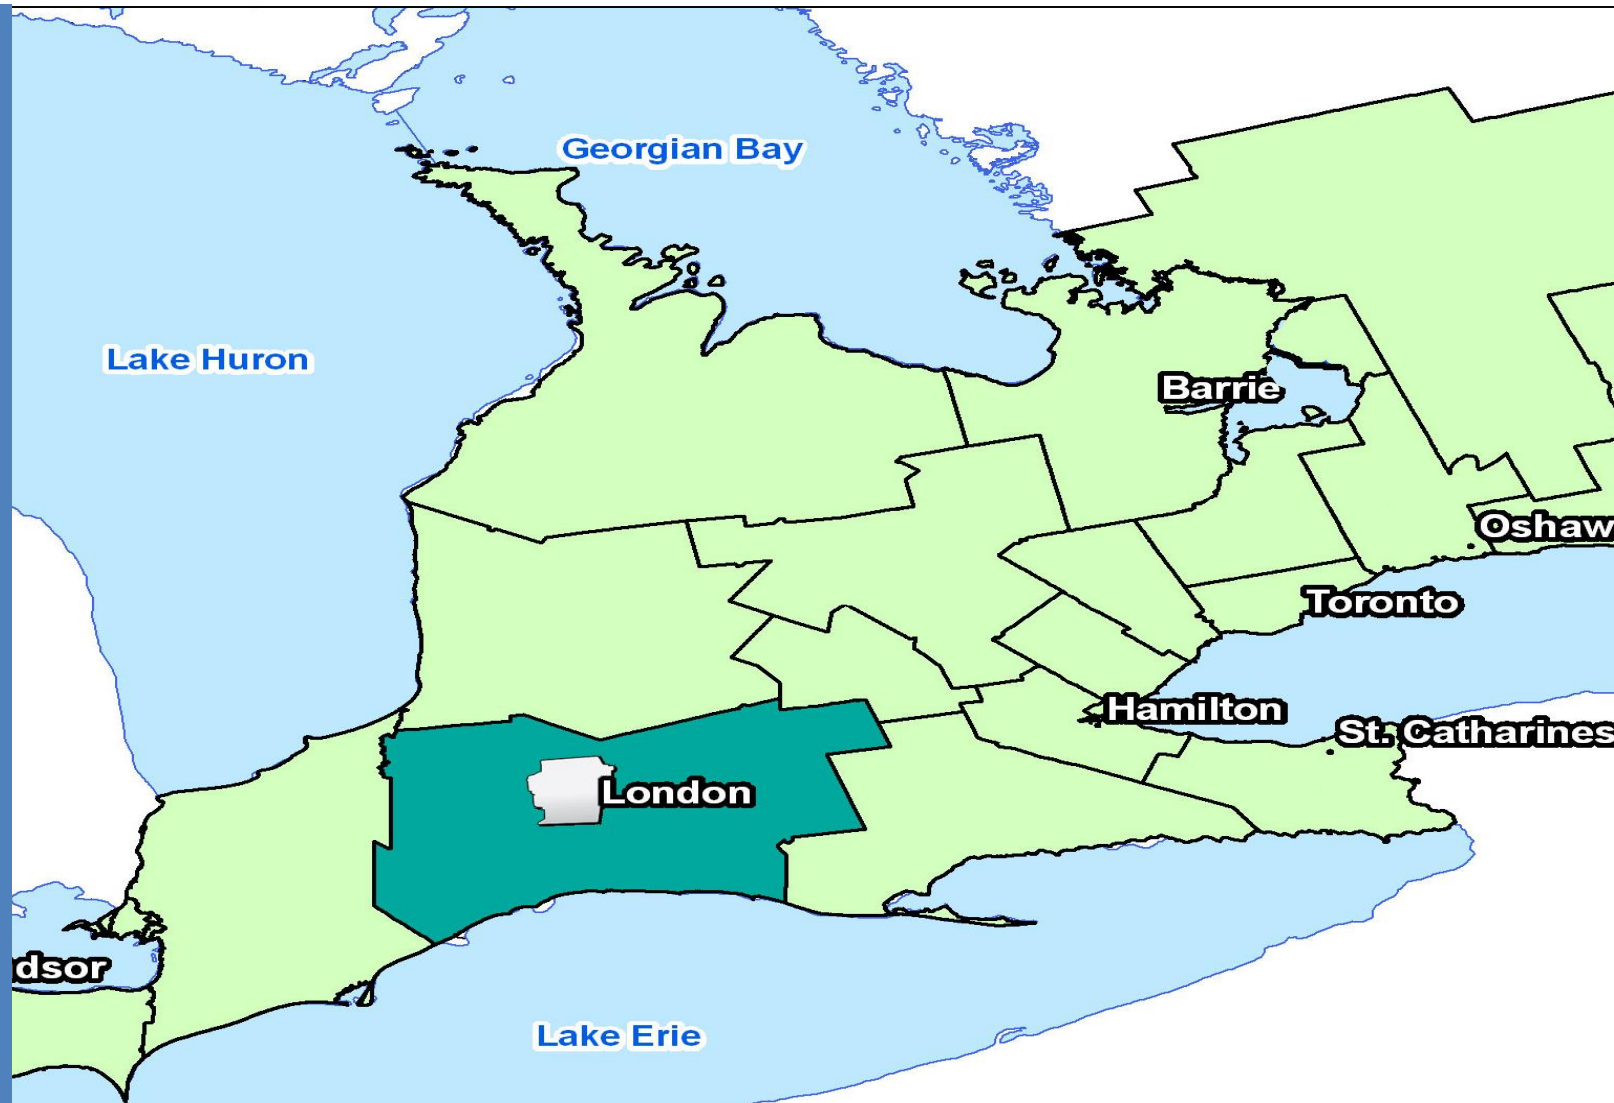 Georgian Bay
Lake Huron
Barrie
Oshaw
Toronto
Hamilton
St. Catharines
London
dsor
Lake Erie